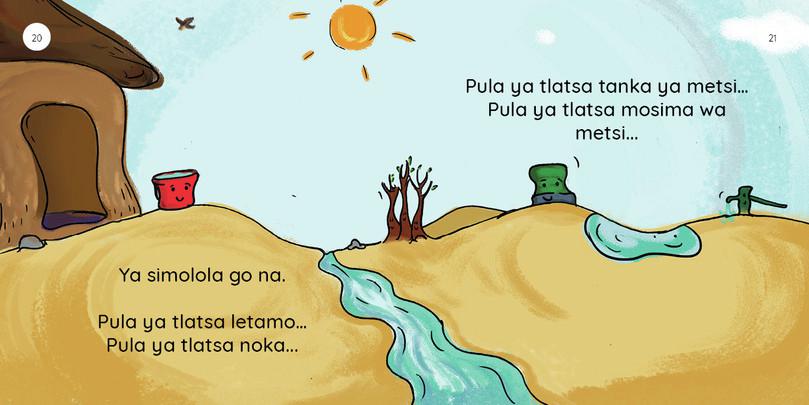 20
Ya simolola go na.
Pula ya tlatsa letamo...
Pula ya tlatsa noka...
21
Pula ya tlatsa tanka ya metsi...
Pula ya tlatsa mosima wa
metsi...